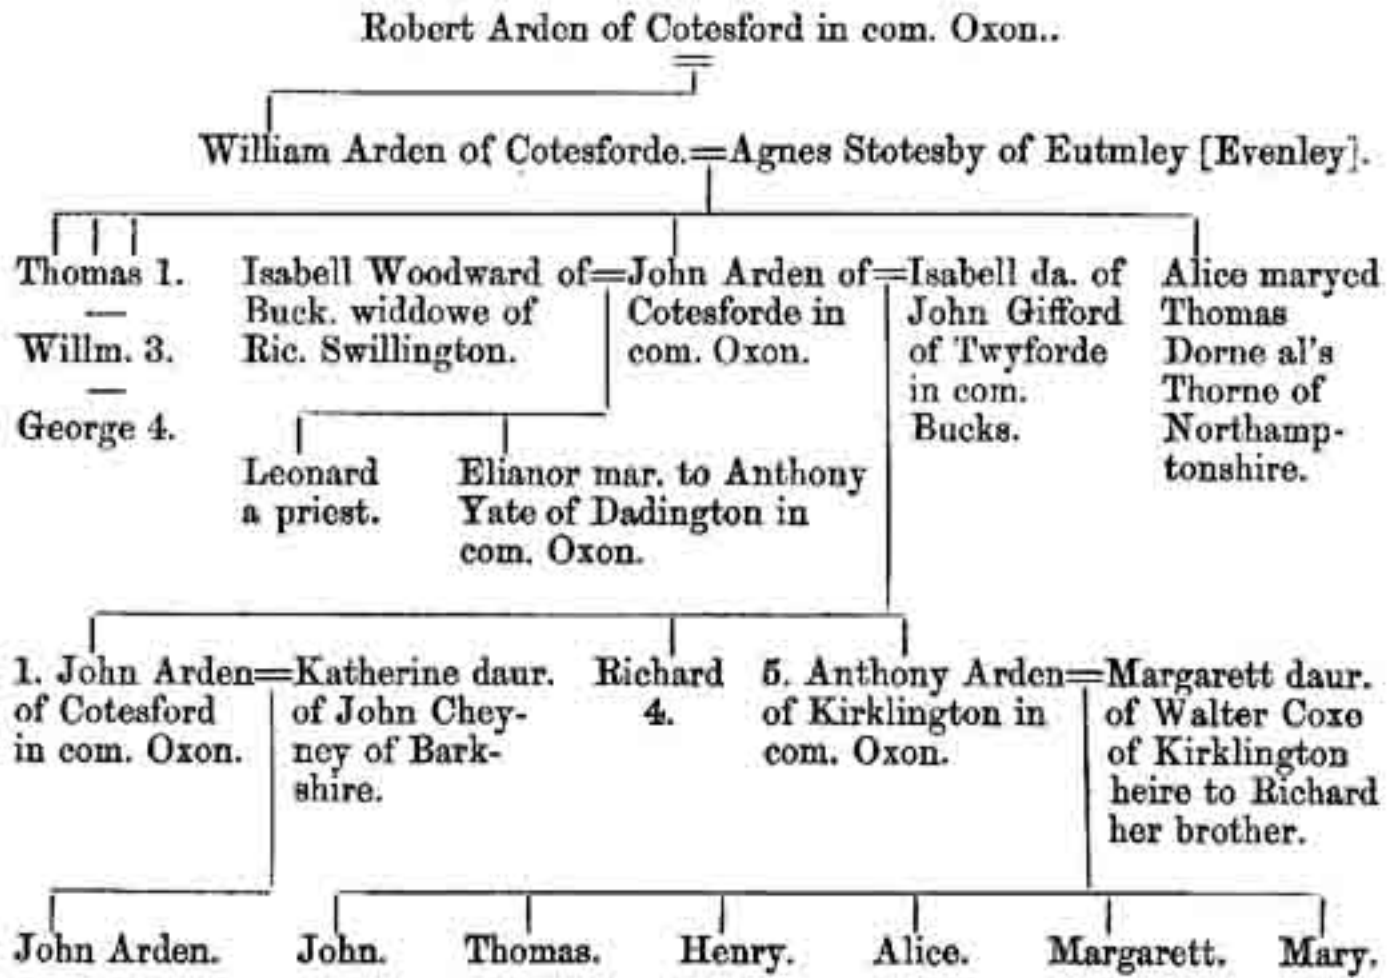 Robert Arden of Cotesford in com. Oxon..
William Arden of Cotesforde.=Agnes Stotesby of Eutmley [Evenley].
Thomas 1.
—
Willm. 3.
—
George 4.
Isabell Woodward of=
Buck. widdowe of
Ric. Swillington.
John Arden of=
Cotesforde in
com. Oxon.
Isabell da. of
John Gifford
of Twyforde
in com.
Bucks.
Alice maryed
Thomas
Dorne al's
Thorne of
Northamp-
tonshire.
Leonard
a priest.
Elianor mar. to Anthony
Yate of Dadington in
com. Oxon.
1. John Arden=
of Cotesford
in com. Oxon.
Katherine daur.
of John Chey-
ney of Bark-
shire.
Richard
4.
5. Anthony Arden=
of Kirklington in
com. Oxon.
Margarett daur.
of Walter Coxe
of Kirklington
heire to Richard
her brother.
John Arden.
John.
Thomas.
Henry.
Alice.
Margarett.
Mary.